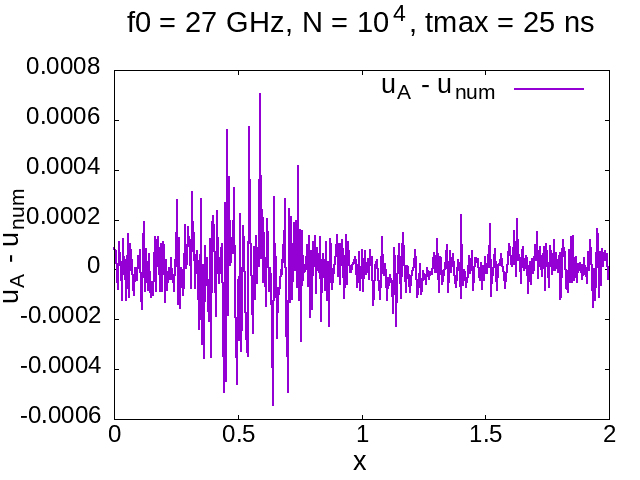 f0 = 27 GHz, N = 10⁴, tmax = 25 ns
u_A - u_num
0.0008
0.0006
0.0004
0.0002
0
-0.0002
-0.0004
-0.0006
u_A - u_num
0 0.5 1 1.5 2
x